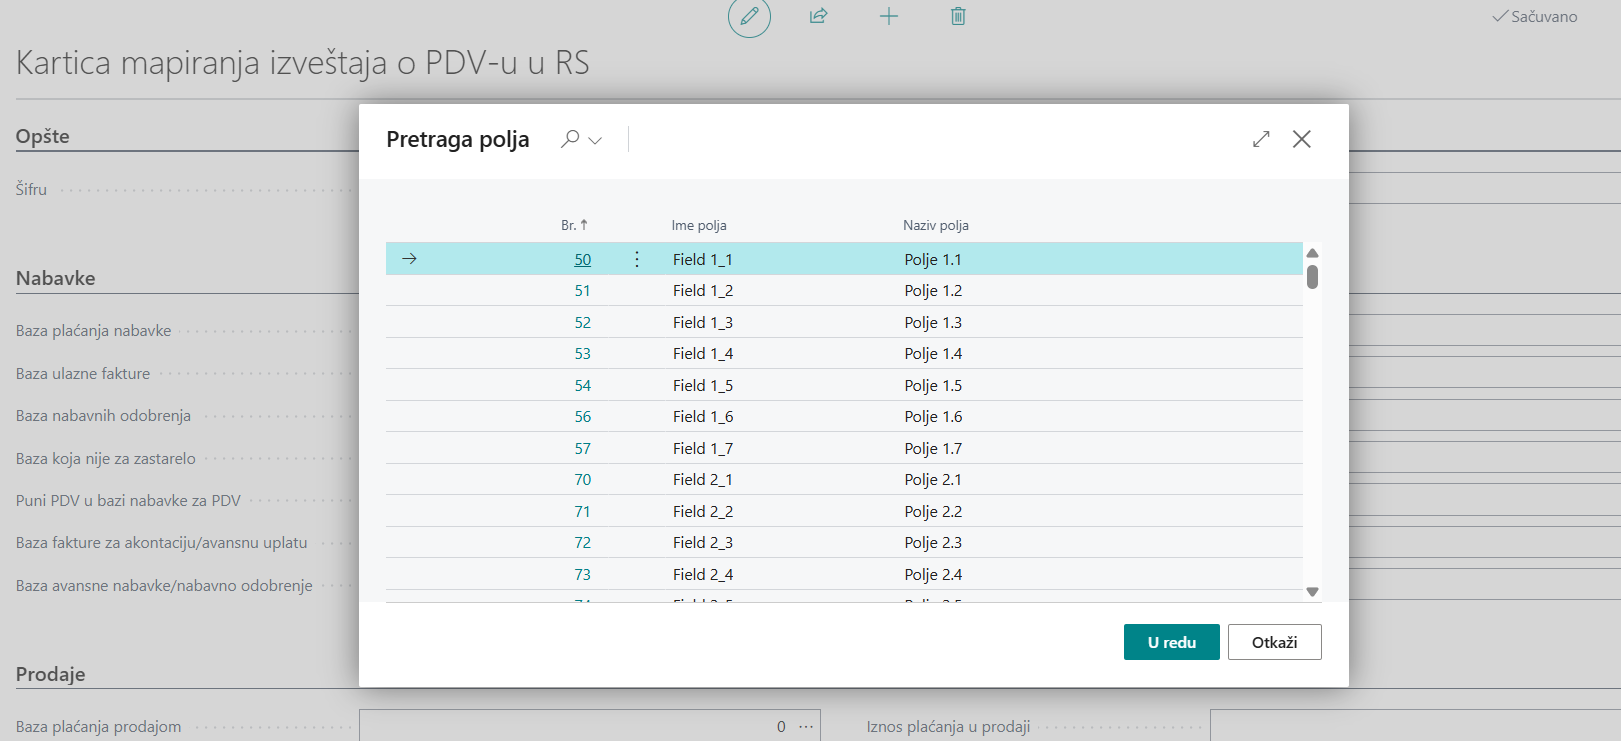 Sačuvano
Kartica mapiranja izveštaja o PDV-u u RS
Opšte
Šifru
Nabavke
Baza plaćanja nabavke
Baza ulazne fakture
Baza nabavnih odobrenja
Baza koja nije za zastarelo
Puni PDV u bazi nabavke za PDV
Baza fakture za akontaciju/avansnu uplatu
Baza avansne nabavke/nabavno odobrenje
Prodaje
Baza plaćanja prodajom 0 Iznos plaćanja u prodaji
Pretraga polja
Br. Ime polja Naziv polja
50 Field 1_1 Polje 1.1
51 Field 1_2 Polje 1.2
52 Field 1_3 Polje 1.3
53 Field 1_4 Polje 1.4
54 Field 1_5 Polje 1.5
56 Field 1_6 Polje 1.6
57 Field 1_7 Polje 1.7
70 Field 2_1 Polje 2.1
71 Field 2_2 Polje 2.2
72 Field 2_3 Polje 2.3
73 Field 2_4 Polje 2.4
U redu Otkaži